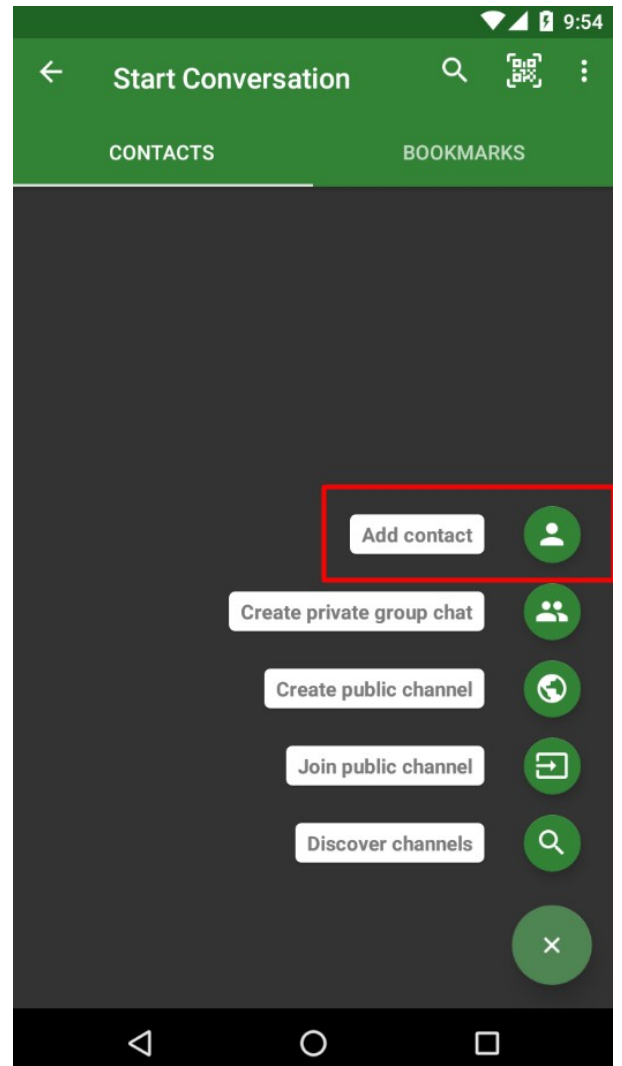 9:54
Start Conversation
CONTACTS BOOKMARKS
Add contact
Create private group chat
Create public channel
Join public channel
Discover channels